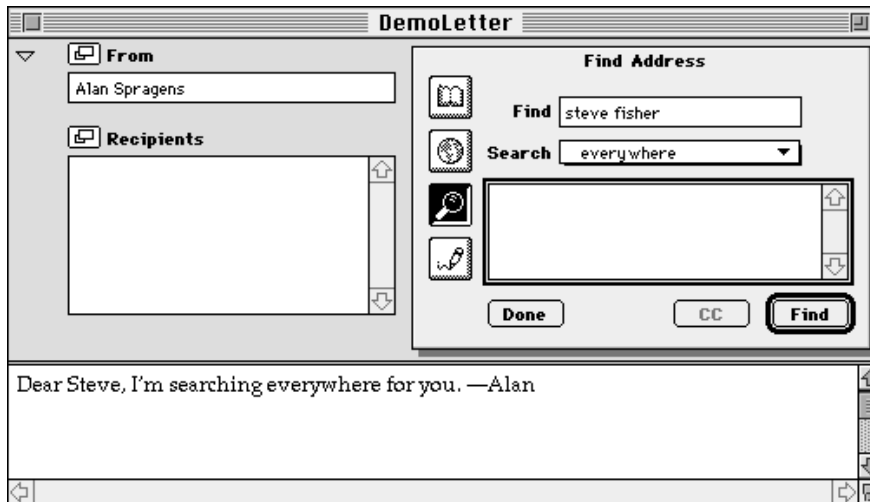 DemoLetter
From
Alan Spragens
Recipients
Find Address
Find steve fisher
Search everywhere
Done CC Find
Dear Steve, I'm searching everywhere for you. —Alan